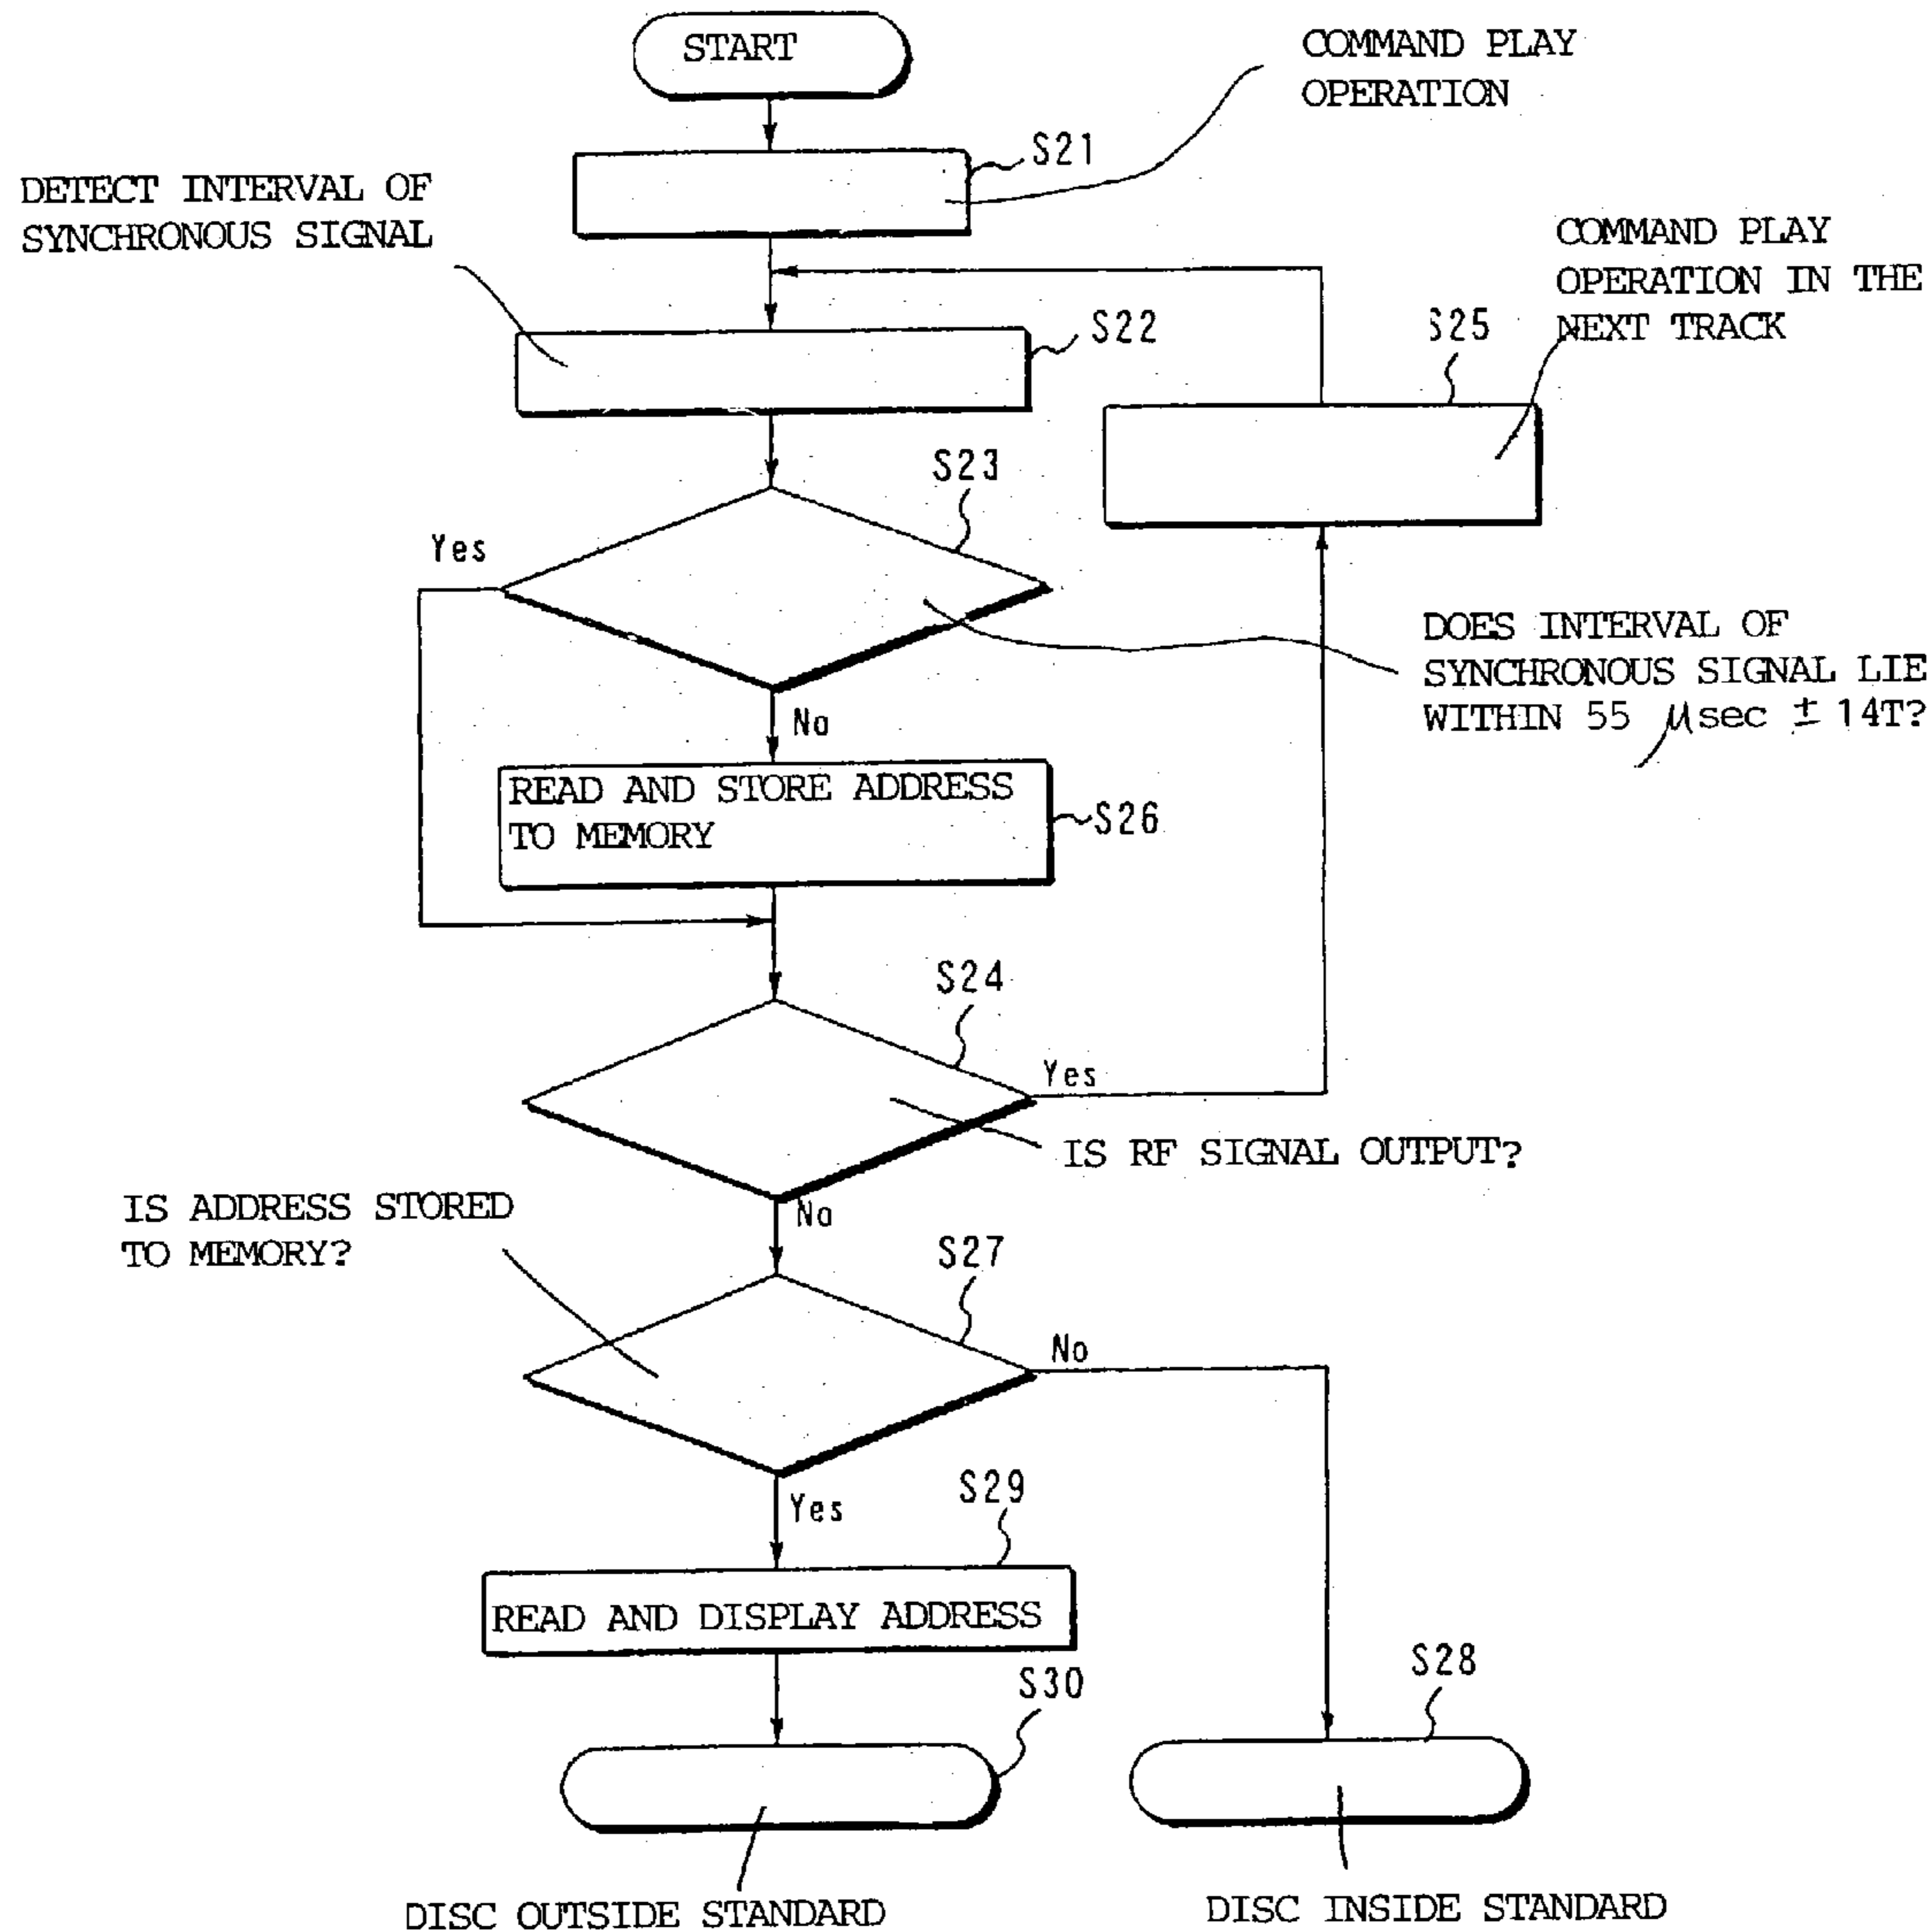 START
COMMAND PLAY
OPERATION
S21
DETECT INTERVAL OF
SYNCHRONOUS SIGNAL
COMMAND PLAY
OPERATION IN THE
NEXT TRACK
S22
S25
S23
Yes
DOES INTERVAL OF
SYNCHRONOUS SIGNAL LIE
WITHIN 55 μsec ± 14T?
No
READ AND STORE ADDRESS
TO MEMORY
S26
S24
Yes
IS RF SIGNAL OUTPUT?
No
IS ADDRESS STORED
TO MEMORY?
S27
No
Yes
S29
READ AND DISPLAY ADDRESS
S30
S28
DISC OUTSIDE STANDARD
DISC INSIDE STANDARD